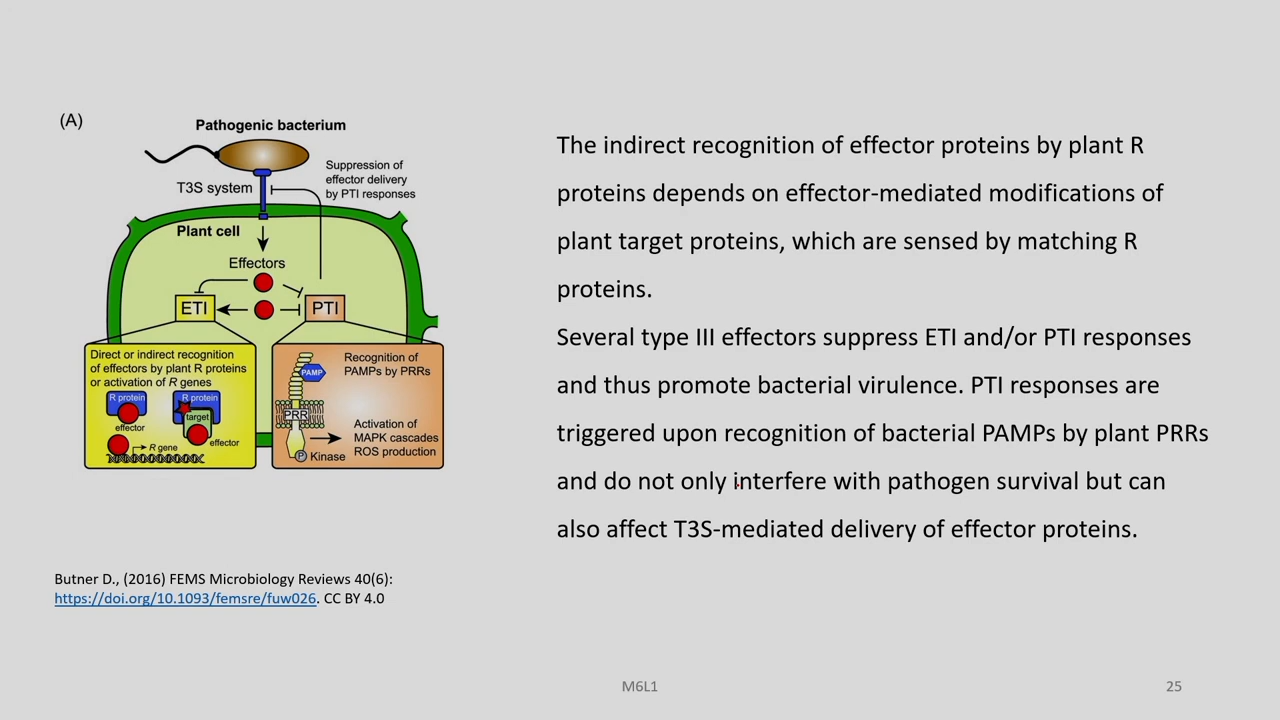 (A)
Pathogenic bacterium
Suppression of
effector delivery
by PTI responses
T3S system
Plant cell
Effectors
ETI
PTI
Direct or indirect recognition
of effectors by plant R proteins
or activation of R genes
R protein
effector
R protein
target
effector
R gene
Recognition of
PAMPs by PRRs
PAMP
PRR
Activation of
MAPK cascades
ROS production
P
Kinase
Butner D., (2016) FEMS Microbiology Reviews 40(6):
https://doi.org/10.1093/femsre/fuw026. CC BY 4.0
The indirect recognition of effector proteins by plant R
proteins depends on effector-mediated modifications of
plant target proteins, which are sensed by matching R
proteins.
Several type III effectors suppress ETI and/or PTI responses
and thus promote bacterial virulence. PTI responses are
triggered upon recognition of bacterial PAMPs by plant PRRs
and do not only interfere with pathogen survival but can
also affect T3S-mediated delivery of effector proteins.
M6L1
25